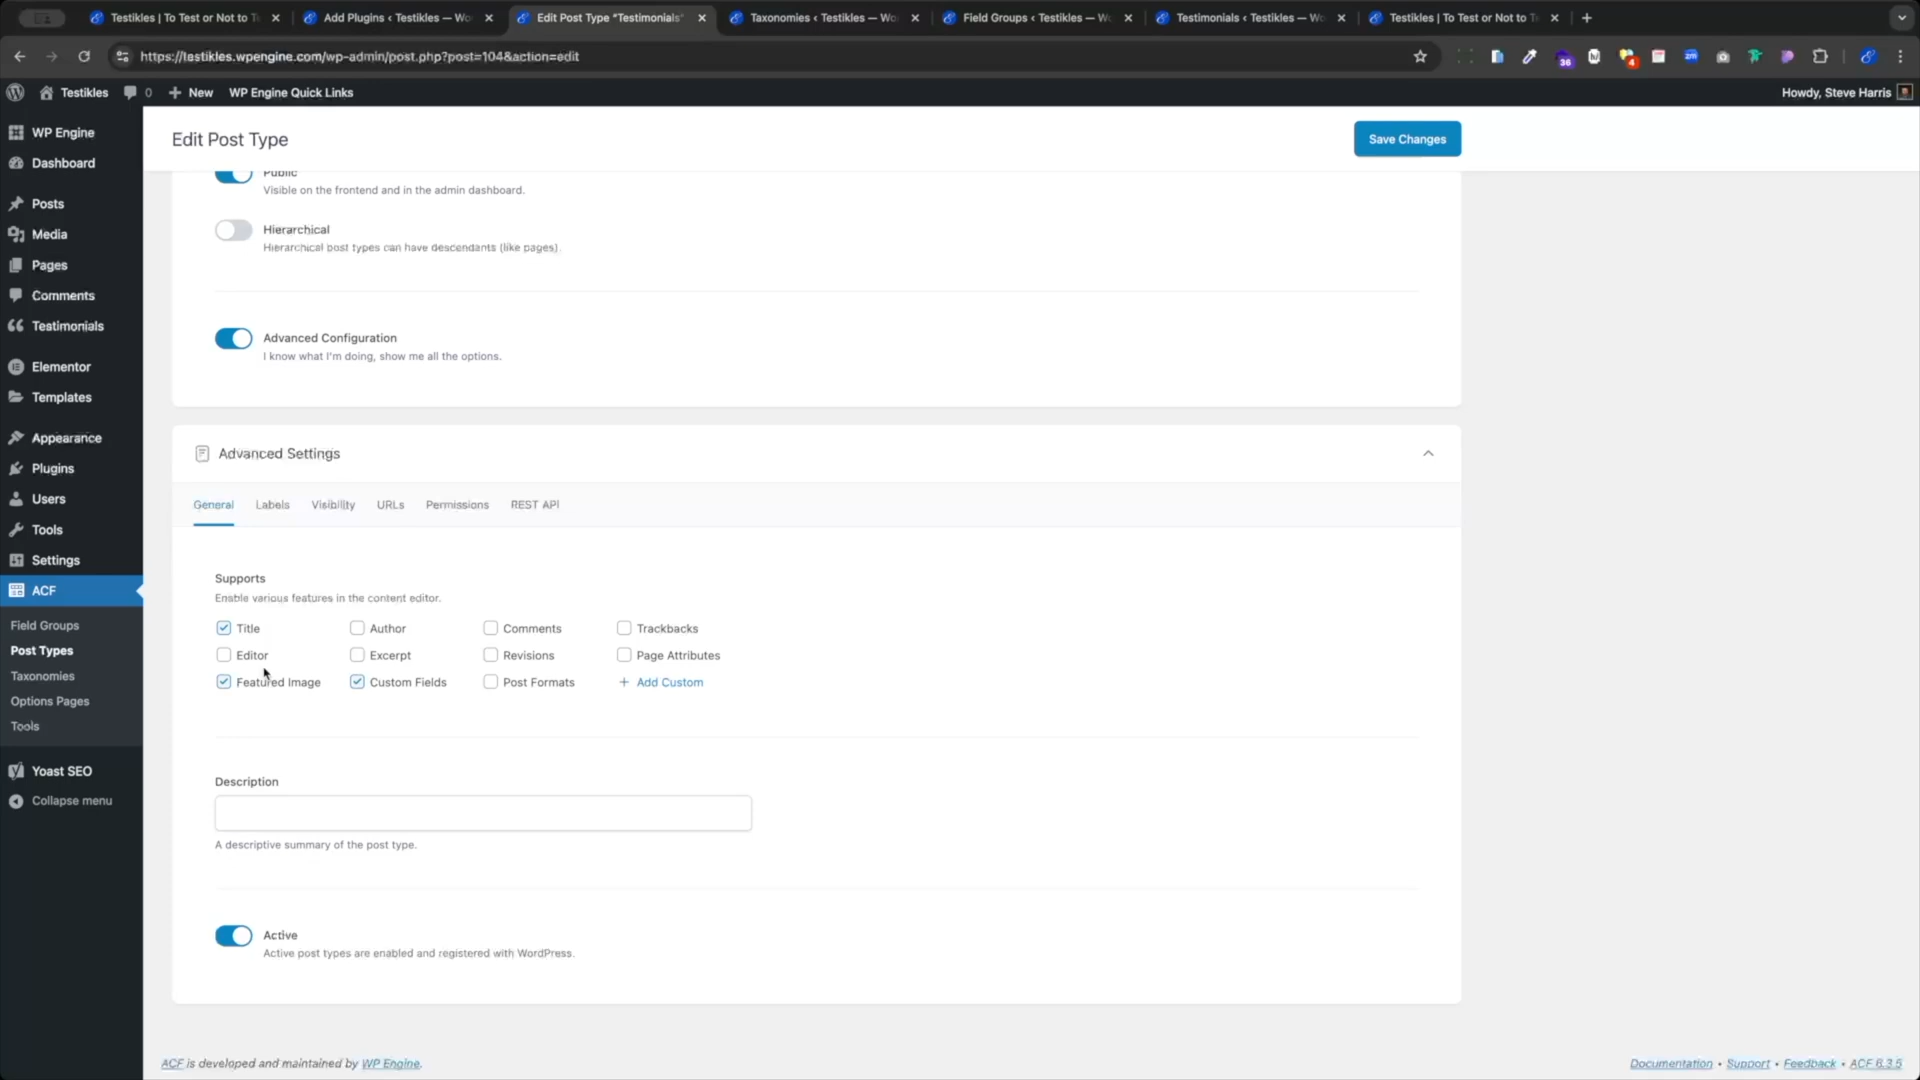 Testikles | To Test or Not to T
Add Plugins ‹ Testikles — Wo
Edit Post Type "Testimonials"
Taxonomies ‹ Testikles — Wo
Field Groups ‹ Testikles — W
Testimonials ‹ Testikles — Wo
Testikles | To Test or Not to T
https://testikles.wpengine.com/wp-admin/post.php?post=104&action=edit
36
4
Testikles
0
New
WP Engine Quick Links
Howdy, Steve Harris
WP Engine
Dashboard
Posts
Media
Pages
Comments
Testimonials
Elementor
Templates
Appearance
Plugins
Users
Tools
Settings
ACF
Field Groups
Post Types
Taxonomies
Options Pages
Tools
Yoast SEO
Collapse menu
Edit Post Type
Save Changes
Public
Visible on the frontend and in the admin dashboard.
Hierarchical
Hierarchical post types can have descendants (like pages).
Advanced Configuration
I know what I'm doing, show me all the options.
Advanced Settings
General Labels Visibility URLs Permissions REST API
Supports
Enable various features in the content editor.
Title Author Comments Trackbacks
Editor Excerpt Revisions Page Attributes
Featured Image Custom Fields Post Formats + Add Custom
Description
A descriptive summary of the post type.
Active
Active post types are enabled and registered with WordPress.
ACF is developed and maintained by WP Engine.
Documentation • Support • Feedback • ACF 6.3.5